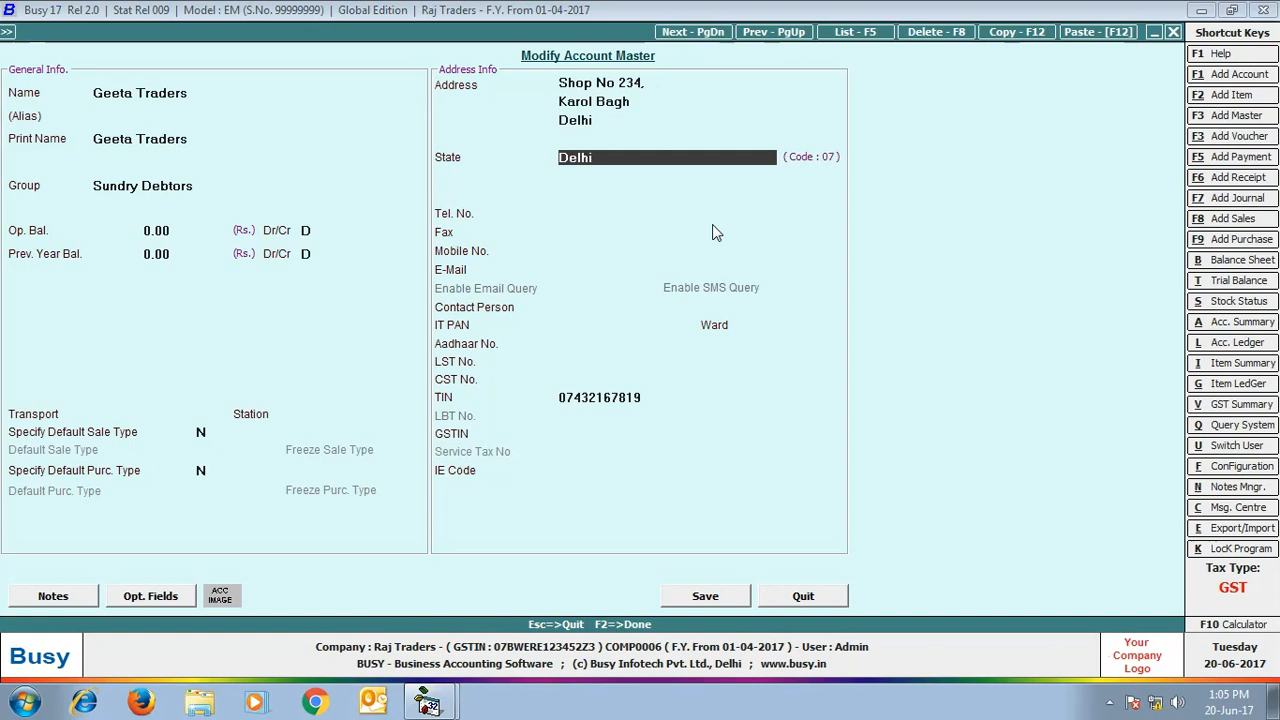 Busy 17 Rel 2.0 | Stat Rel 009 | Model : EM (S.No. 99999999) | Global Edition | Raj Traders - F.Y. From 01-04-2017
>> Next - PgDn Prev - PgUp List - F5 Delete - F8 Copy - F12 Paste - [F12]
Modify Account Master
General Info.
Name Geeta Traders
(Alias)
Print Name Geeta Traders
Group Sundry Debtors
Op. Bal. 0.00 (Rs.) Dr/Cr D
Prev. Year Bal. 0.00 (Rs.) Dr/Cr D
Transport Station
Specify Default Sale Type N
Default Sale Type Freeze Sale Type
Specify Default Purc. Type N
Default Purc. Type Freeze Purc. Type
Address Info
Address Shop No 234,
Karol Bagh
Delhi
State Delhi ( Code : 07 )
Tel. No.
Fax
Mobile No.
E-Mail
Enable Email Query Enable SMS Query
Contact Person
IT PAN Ward
Aadhaar No.
LST No.
CST No.
TIN 07432167819
LBT No.
GSTIN
Service Tax No
IE Code
Notes Opt. Fields ACC IMAGE Save Quit
Esc=>Quit F2=>Done
Shortcut Keys
F1 Help
F1 Add Account
F2 Add Item
F3 Add Master
F3 Add Voucher
F5 Add Payment
F6 Add Receipt
F7 Add Journal
F8 Add Sales
F9 Add Purchase
B Balance Sheet
T Trial Balance
S Stock Status
A Acc. Summary
L Acc. Ledger
I Item Summary
G Item LedGer
V GST Summary
Q Query System
U Switch User
F ConFiguration
N Notes Mngr.
C Msg. Centre
E Export/Import
K LocK Program
Tax Type:
GST
F10 Calculator
Busy
Company : Raj Traders - ( GSTIN : 07BWERE123452Z3 ) COMP0006 ( F.Y. From 01-04-2017 ) - User : Admin
BUSY - Business Accounting Software ; (c) Busy Infotech Pvt. Ltd., Delhi ; www.busy.in
Your
Company
Logo
Tuesday
20-06-2017
1:05 PM
20-Jun-17